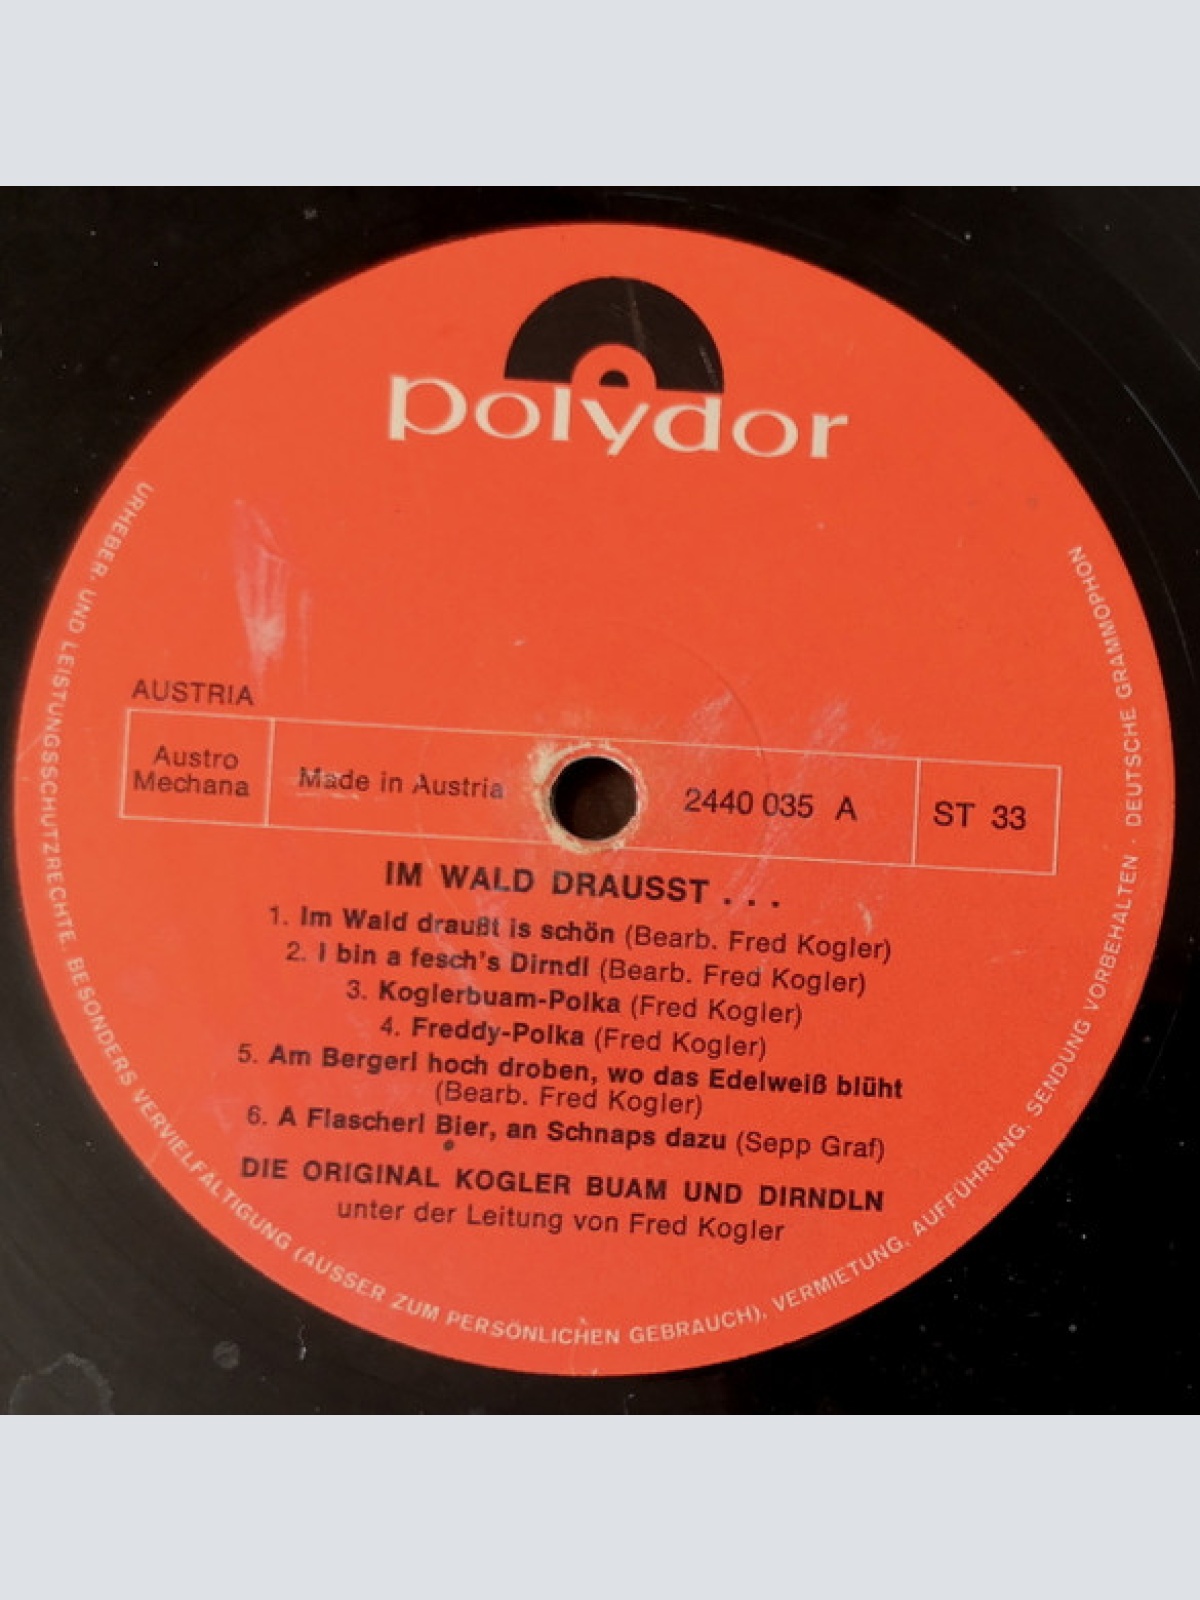 polydor
AUSTRIA
Austro
Mechana
Made in Austria
2440 035 A
ST 33
IM WALD DRAUSST . . .
1. Im Wald draußt is schön (Bearb. Fred Kogler)
2. I bin a fesch's Dirndl (Bearb. Fred Kogler)
3. Koglerbuam-Polka (Fred Kogler)
4. Freddy-Polka (Fred Kogler)
5. Am Bergerl hoch droben, wo das Edelweiß blüht
(Bearb. Fred Kogler)
6. A Flascherl Bier, an Schnaps dazu (Sepp Graf)
DIE ORIGINAL KOGLER BUAM UND DIRNDLN
unter der Leitung von Fred Kogler
URHEBER- UND LEISTUNGSSCHUTZRECHTE, BESONDERS VERVIELFÄLTIGUNG (AUSSER ZUM PERSÖNLICHEN GEBRAUCH), VERMIETUNG, AUFFÜHRUNG, SENDUNG VORBEHALTEN · DEUTSCHE GRAMMOPHON